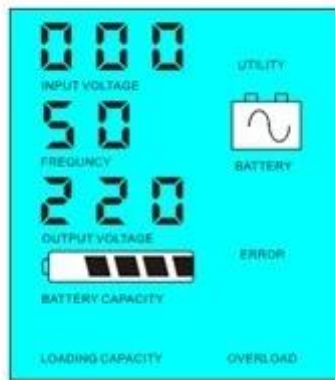 000
UTILITY
INPUT VOLTAGE
50
FREQUNCY
BATTERY
220
OUTPUT VOLTAGE
ERROR
BATTERY CAPACITY
LOADING CAPACITY
OVERLOAD